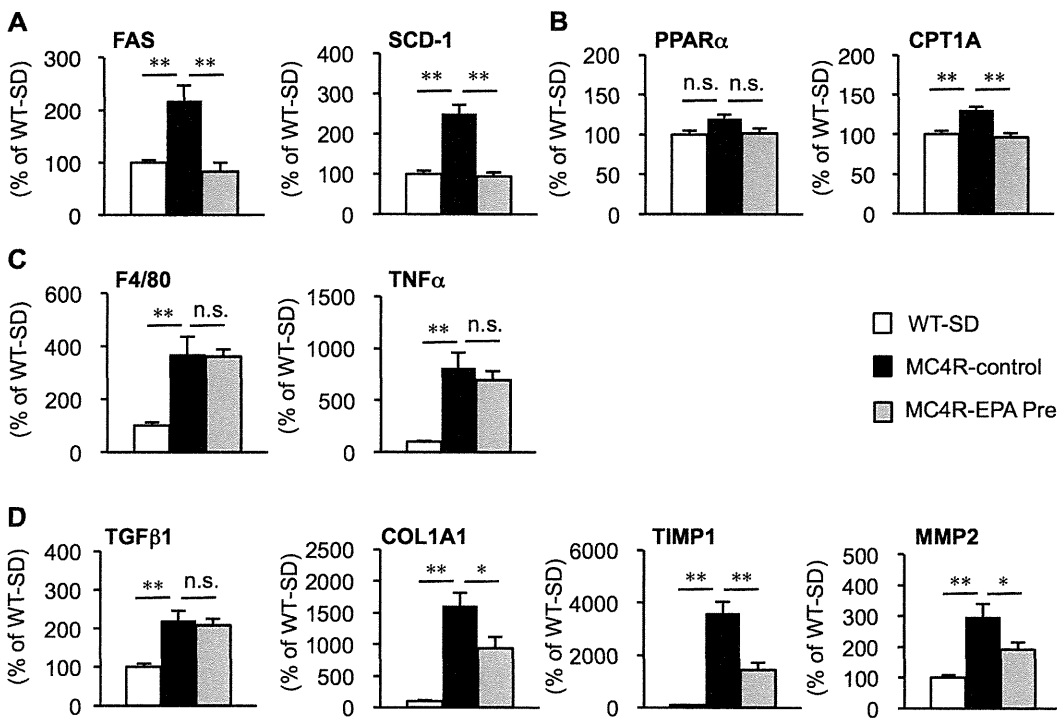 A
FAS
(% of WT-SD)
300
200
100
0
** **
SCD-1
(% of WT-SD)
400
300
200
100
0
** **
B
PPARα
(% of WT-SD)
200
150
100
50
0
n.s. n.s.
CPT1A
(% of WT-SD)
200
150
100
50
0
** **
C
F4/80
(% of WT-SD)
600
400
200
0
** n.s.
TNFα
(% of WT-SD)
1500
1000
500
0
** n.s.
WT-SD
MC4R-control
MC4R-EPA Pre
D
TGFβ1
(% of WT-SD)
400
300
200
100
0
** n.s.
COL1A1
(% of WT-SD)
2500
2000
1500
1000
500
0
** *
TIMP1
(% of WT-SD)
6000
4000
2000
0
** **
MMP2
(% of WT-SD)
500
400
300
200
100
0
** *